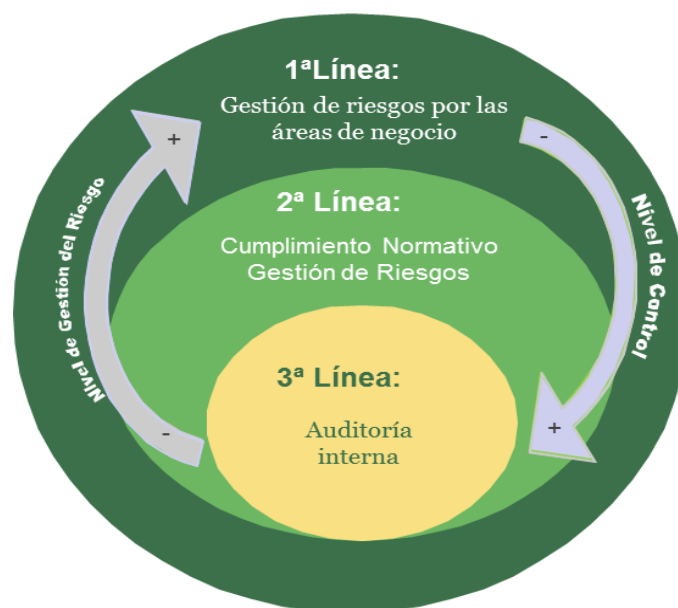 1ªLínea:
Gestión de riesgos por las
áreas de negocio
+
-
2ª Línea:
Cumplimiento Normativo
Gestión de Riesgos
Nivel de Gestión del Riesgo
Nivel de Control
3ª Línea:
Auditoría
interna
-
+